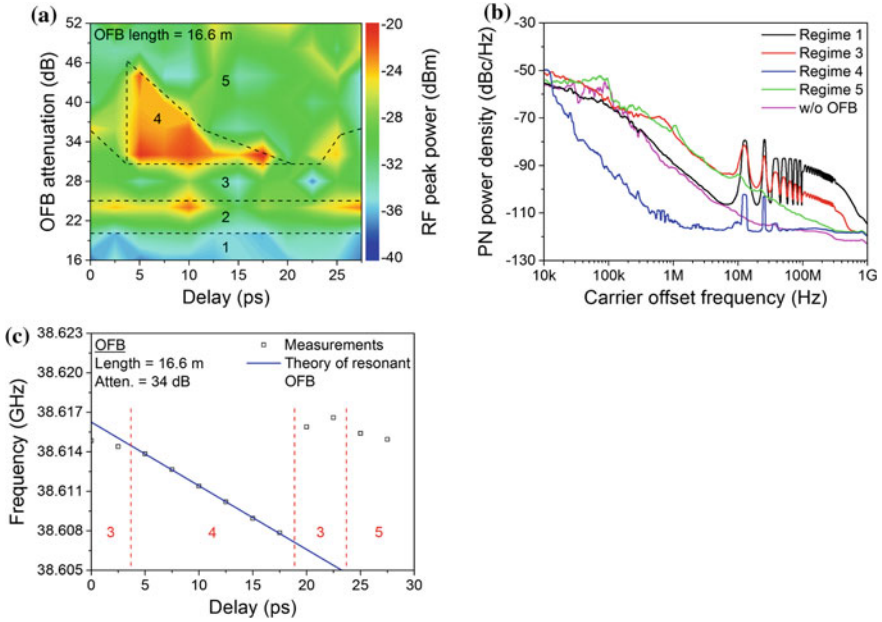 (a)
OFB length = 16.6 m
OFB attenuation (dB)
52
46
40
34
28
22
16
5
4
3
2
1
0 5 10 15 20 25
Delay (ps)
-20
-24
-28
-32
-36
-40
RF peak power (dBm)
(b)
PN power density (dBc/Hz)
-30
-50
-70
-90
-110
-130
Regime 1
Regime 3
Regime 4
Regime 5
w/o OFB
10k 100k 1M 10M 100M 1G
Carrier offset frequency (Hz)
(c)
Frequency (GHz)
38.623
38.620
38.617
38.614
38.611
38.608
38.605
OFB
Length = 16.6 m
Atten. = 34 dB
Measurements
Theory of resonant
OFB
3 4 3 5
0 5 10 15 20 25 30
Delay (ps)